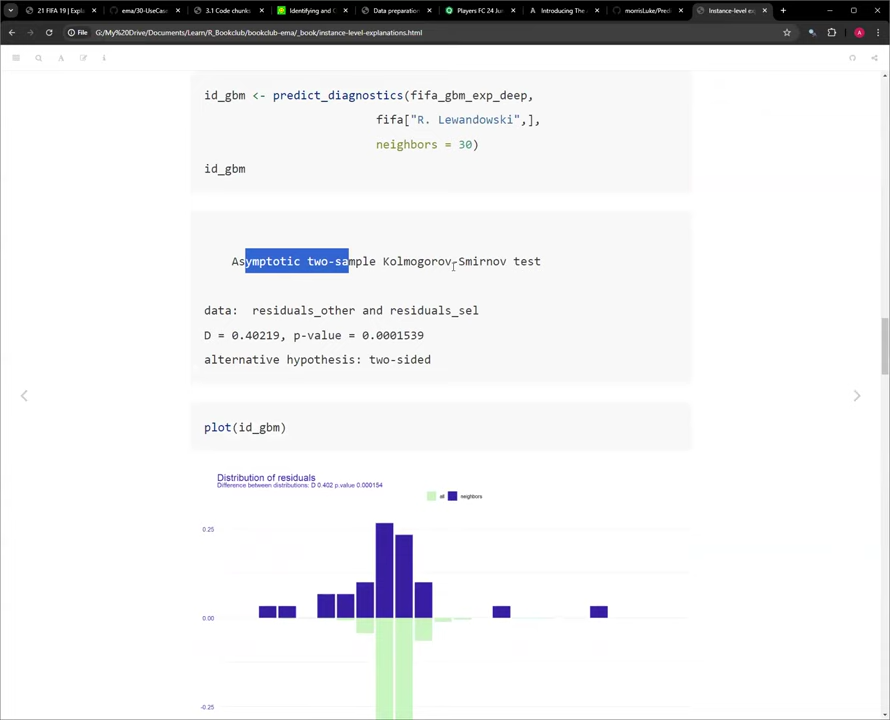 21 FIFA 19 | Expla
ema/30-UseCase
3.1 Code chunks
Identifying and C
Data preparation
Players FC 24 Jun
Introducing The A
morrisLuke/Pred
Instance-level ex
File
G:/My%20Drive/Documents/Learn/R_Bookclub/bookclub-ema/_book/instance-level-explanations.html
id_gbm <- predict_diagnostics(fifa_gbm_exp_deep,
fifa["R. Lewandowski",],
neighbors = 30)
id_gbm
Asymptotic two-sample Kolmogorov-Smirnov test
data:  residuals_other and residuals_sel
D = 0.40219, p-value = 0.0001539
alternative hypothesis: two-sided
plot(id_gbm)
Distribution of residuals
Difference between distributions: D 0.402 p.value 0.000154
all neighbors
0.25
0.00
-0.25